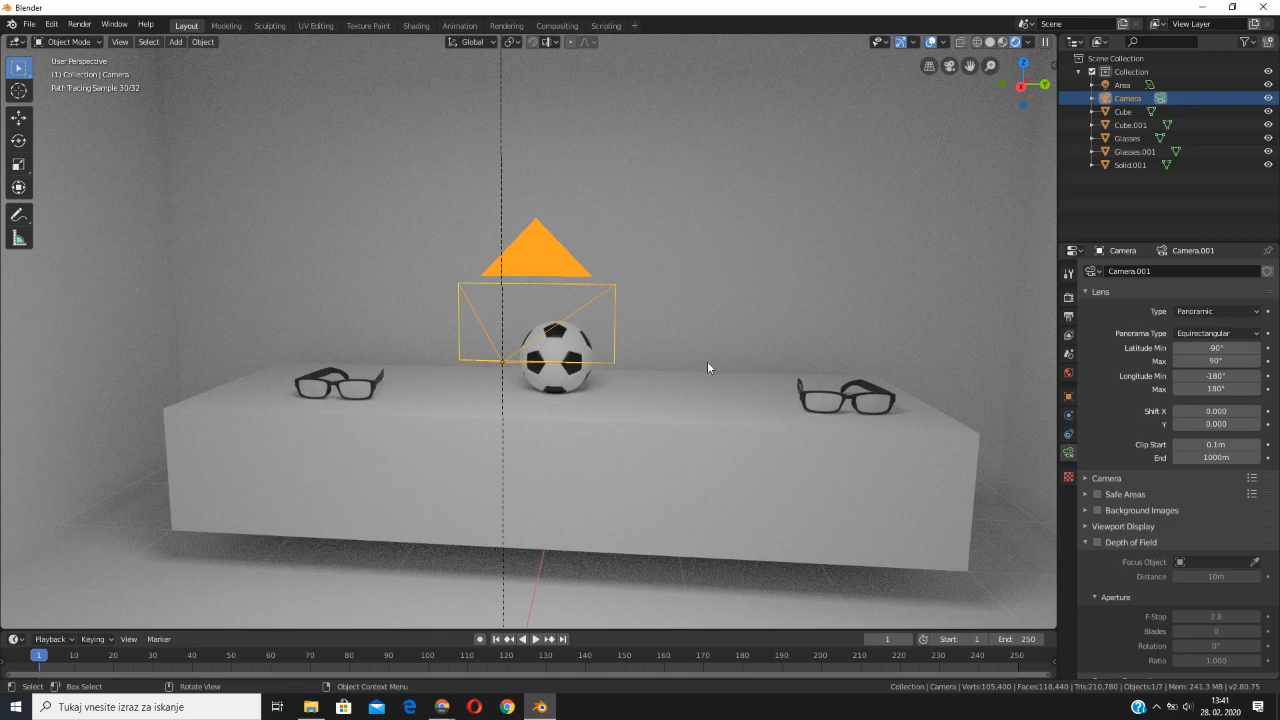 Blender
File Edit Render Window Help
Layout Modeling Sculpting UV Editing Texture Paint Shading Animation Rendering Compositing Scripting +
Scene
View Layer
Object Mode View Select Add Object
Global
User Perspective
(1) Collection | Camera
Path Tracing Sample 30/32
Z
Y
X
Scene Collection
Collection
Area
Camera
Cube
Cube.001
Glasses
Glasses.001
Solid.001
Camera Camera.001
Camera.001
Lens
Type Panoramic
Panorama Type Equirectangular
Latitude Min -90°
Max 90°
Longitude Min -180°
Max 180°
Shift X 0.000
Y 0.000
Clip Start 0.1m
End 1000m
Camera
Safe Areas
Background Images
Viewport Display
Depth of Field
Focus Object
Distance 10m
Aperture
F-Stop 2.8
Blades 0
Rotation 0°
Ratio 1.000
Playback Keying View Marker
1 Start: 1 End: 250
1 10 20 30 40 50 60 70 80 90 100 110 120 130 140 150 160 170 180 190 200 210 220 230 240 250
Select Box Select Rotate View Object Context Menu
Collection | Camera | Verts:105,400 | Faces:118,440 | Tris:210,780 | Objects:1/7 | Mem: 241.3 MB | v2.80.75
Tukaj vnesite izraz za iskanje
13:41
28. 02. 2020